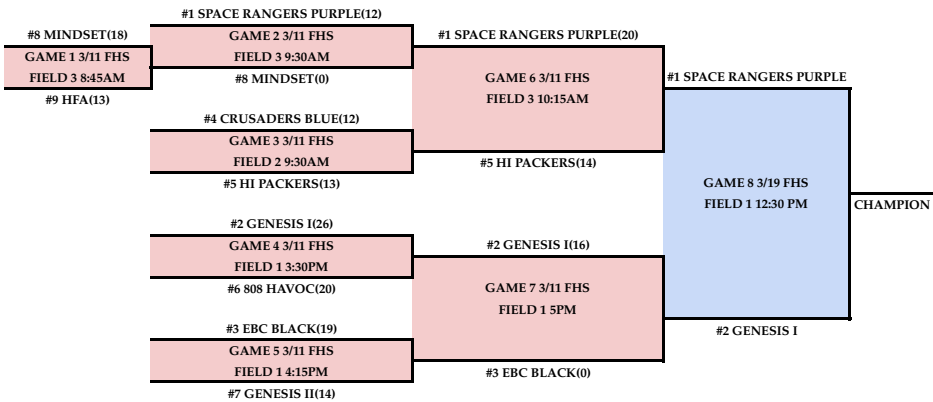 #1 SPACE RANGERS PURPLE(12)
#8 MINDSET(18)
GAME 1 3/11 FHS
FIELD 3 8:45AM
#9 HFA(13)
GAME 2 3/11 FHS
FIELD 3 9:30AM
#8 MINDSET(0)
#4 CRUSADERS BLUE(12)
GAME 3 3/11 FHS
FIELD 2 9:30AM
#5 HI PACKERS(13)
#2 GENESIS I(26)
GAME 4 3/11 FHS
FIELD 1 3:30PM
#6 808 HAVOC(20)
#3 EBC BLACK(19)
GAME 5 3/11 FHS
FIELD 1 4:15PM
#7 GENESIS II(14)
#1 SPACE RANGERS PURPLE(20)
GAME 6 3/11 FHS
FIELD 3 10:15AM
#5 HI PACKERS(14)
#2 GENESIS I(16)
GAME 7 3/11 FHS
FIELD 1 5PM
#3 EBC BLACK(0)
#1 SPACE RANGERS PURPLE
GAME 8 3/19 FHS
FIELD 1 12:30 PM
#2 GENESIS I
CHAMPION